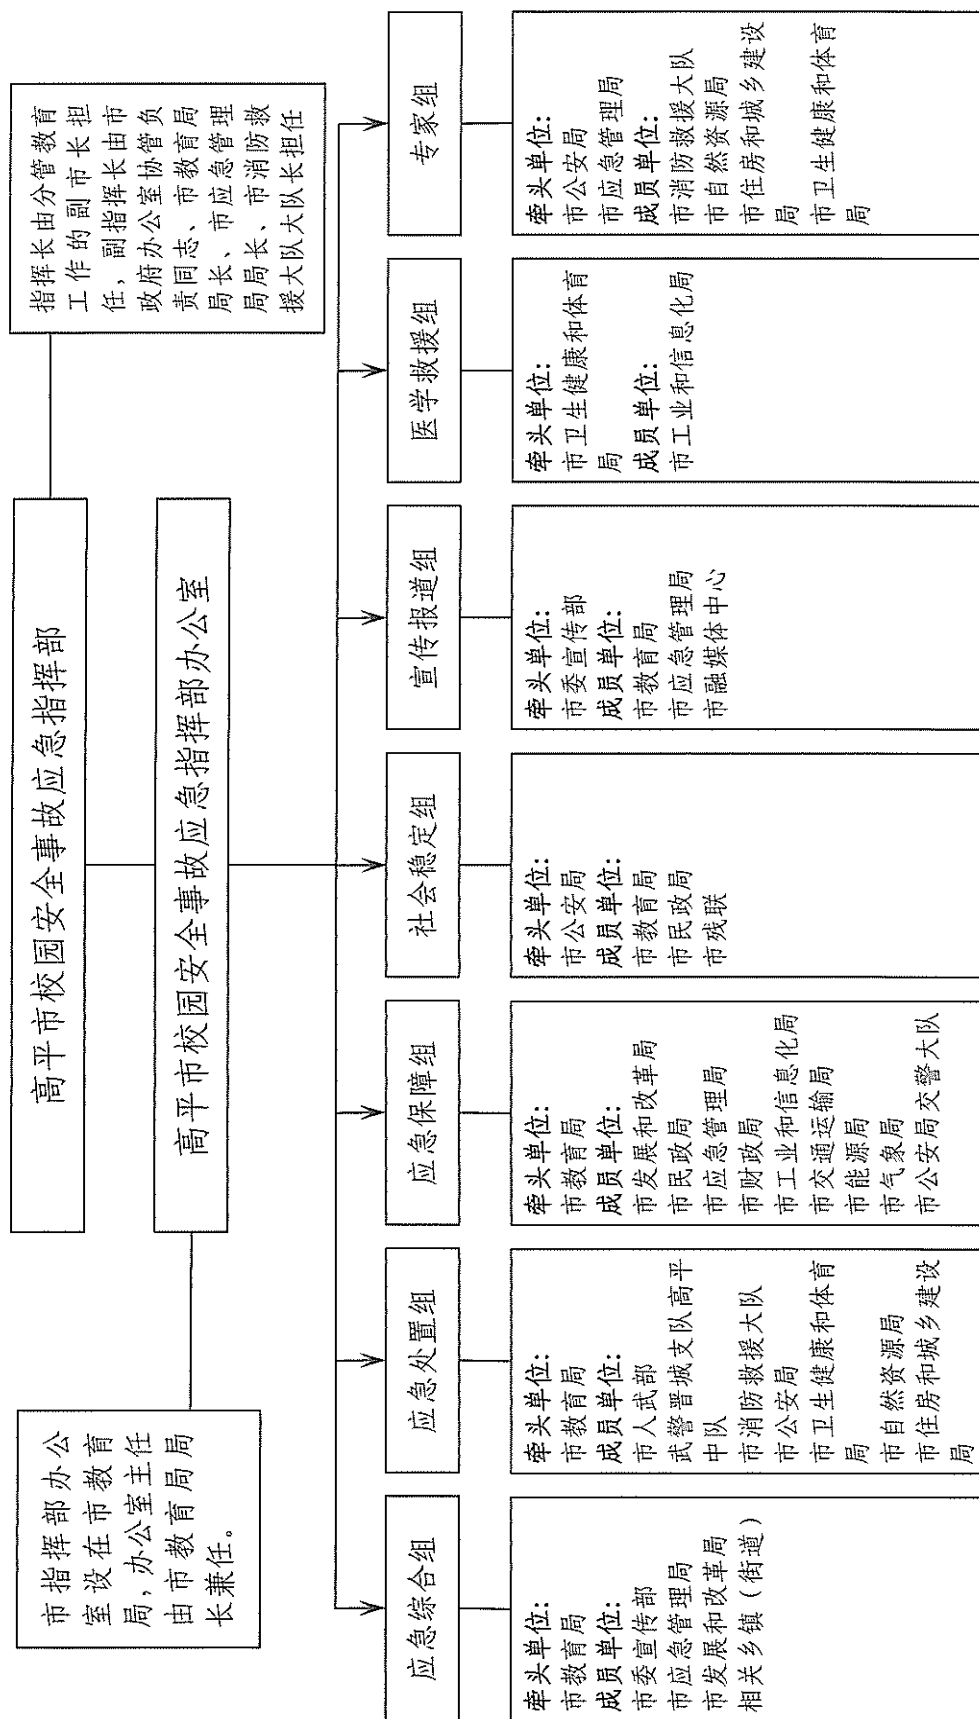 高平市校园安全事故应急指挥部
指挥长由分管教育
工作的副市长担
任，副指挥长由市
政府办公室协管负
责同志、市教育局
局长、市应急管理
局局长、市消防救
援大队大队长担任
高平市校园安全事故应急指挥部办公室
市指挥部办公
室设在市教育
局，办公室主任
由市教育局局
长兼任。
应急综合组
牵头单位：
市教育局
成员单位：
市委宣传部
市应急管理局
市发展和改革局
相关乡镇（街道）
应急处置组
牵头单位：
市教育局
成员单位：
市人武部
武警晋城支队高平
中队
市消防救援大队
市公安局
市卫生健康和体育
局
市自然资源局
市住房和城乡建设
局
应急保障组
牵头单位：
市教育局
成员单位：
市发展和改革局
市民政局
市应急管理局
市财政局
市工业和信息化局
市交通运输局
市能源局
市气象局
市公安局交警大队
社会稳定组
牵头单位：
市公安局
成员单位：
市教育局
市民政局
市残联
宣传报道组
牵头单位：
市委宣传部
成员单位：
市教育局
市应急管理局
市融媒体中心
医学救援组
牵头单位：
市卫生健康和体育
局
成员单位：
市工业和信息化局
专家组
牵头单位：
市公安局
市应急管理局
成员单位：
市消防救援大队
市自然资源局
市住房和城乡建设
局
市卫生健康和体育
局